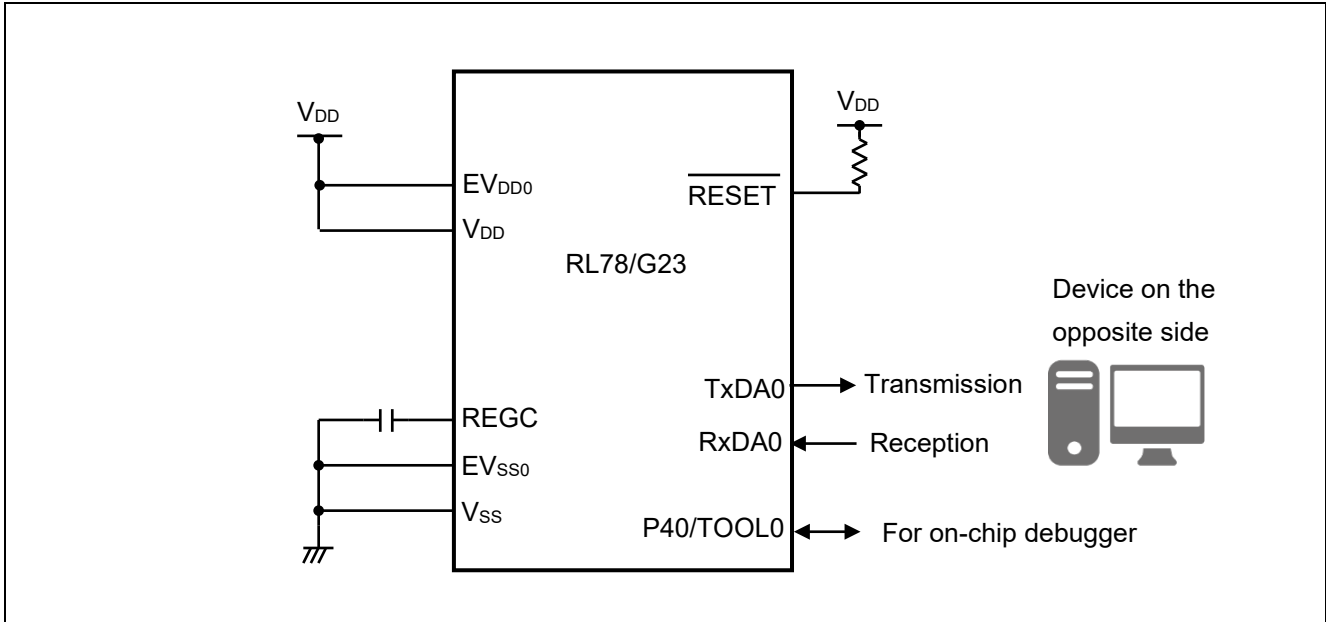 VDD
VDD
EVDD0
RESET
VDD
RL78/G23
Device on the
opposite side
TxDA0
Transmission
REGC
RxDA0
Reception
EVSS0
VSS
P40/TOOL0
For on-chip debugger